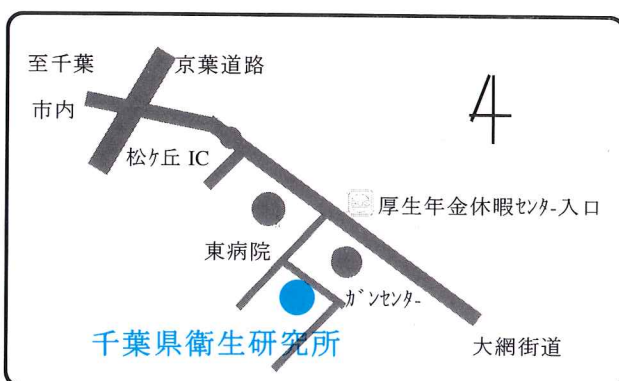 至千葉
京葉道路
市内
松ケ丘 IC
厚生年金休暇ｾﾝﾀ-入口
東病院
ｶﾞﾝｾﾝﾀｰ
千葉県衛生研究所
大網街道